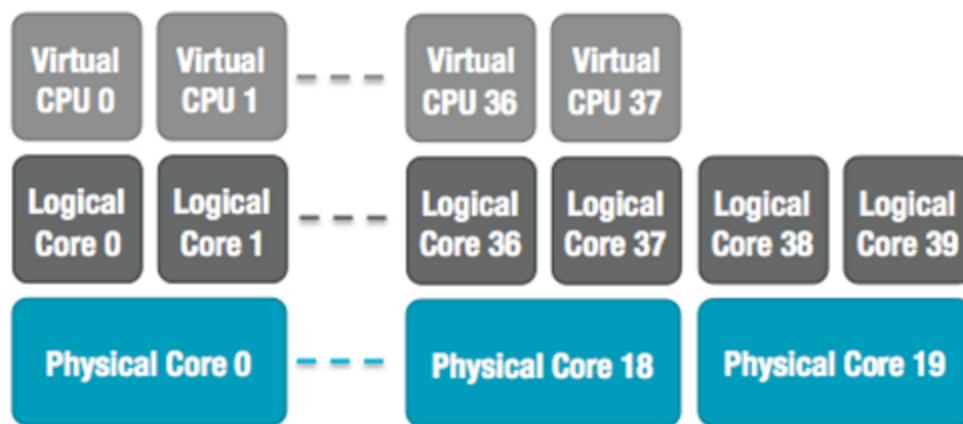 Virtual CPU 0
Virtual CPU 1
Virtual CPU 36
Virtual CPU 37
Logical Core 0
Logical Core 1
Logical Core 36
Logical Core 37
Logical Core 38
Logical Core 39
Physical Core 0
Physical Core 18
Physical Core 19